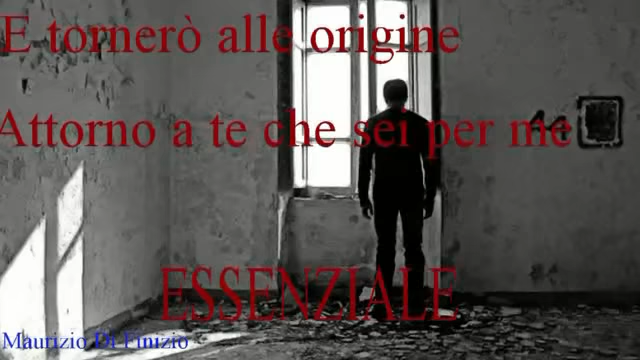 E tornerò alle origine
Attorno a te che sei per me
ESSENZIALE
Maurizio Di Finizio